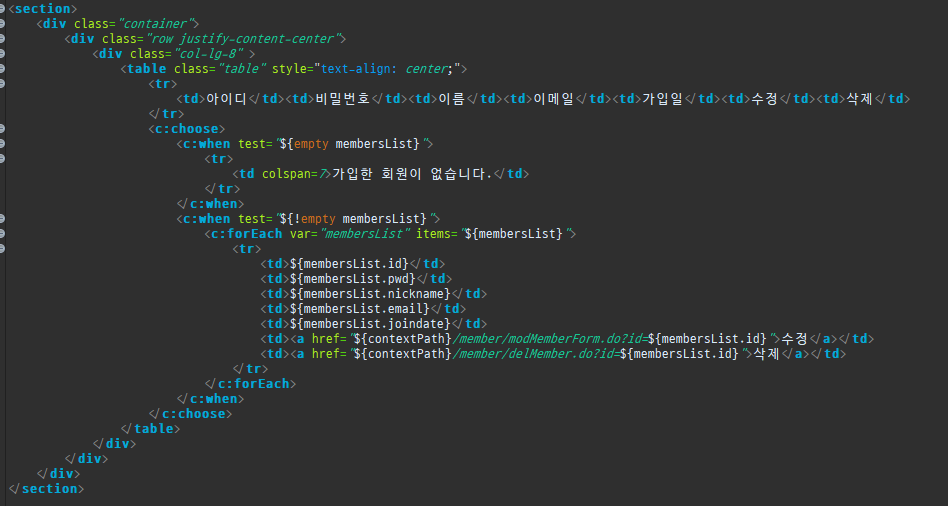 <section>
<div class="container">
<div class="row justify-content-center">
<div class="col-lg-8" >
<table class="table" style="text-align: center;">
<tr>
<td>아이디</td><td>비밀번호</td><td>이름</td><td>이메일</td><td>가입일</td><td>수정</td><td>삭제</td>
</tr>
<c:choose>
<c:when test="${empty membersList}">
<tr>
<td colspan=7>가입한 회원이 없습니다.</td>
</tr>
</c:when>
<c:when test="${!empty membersList}">
<c:forEach var="membersList" items="${membersList}">
<tr>
<td>${membersList.id}</td>
<td>${membersList.pwd}</td>
<td>${membersList.nickname}</td>
<td>${membersList.email}</td>
<td>${membersList.joindate}</td>
<td><a href="${contextPath}/member/modMemberForm.do?id=${membersList.id}">수정</a></td>
<td><a href="${contextPath}/member/delMember.do?id=${membersList.id}">삭제</a></td>
</tr>
</c:forEach>
</c:when>
</c:choose>
</table>
</div>
</div>
</div>
</section>